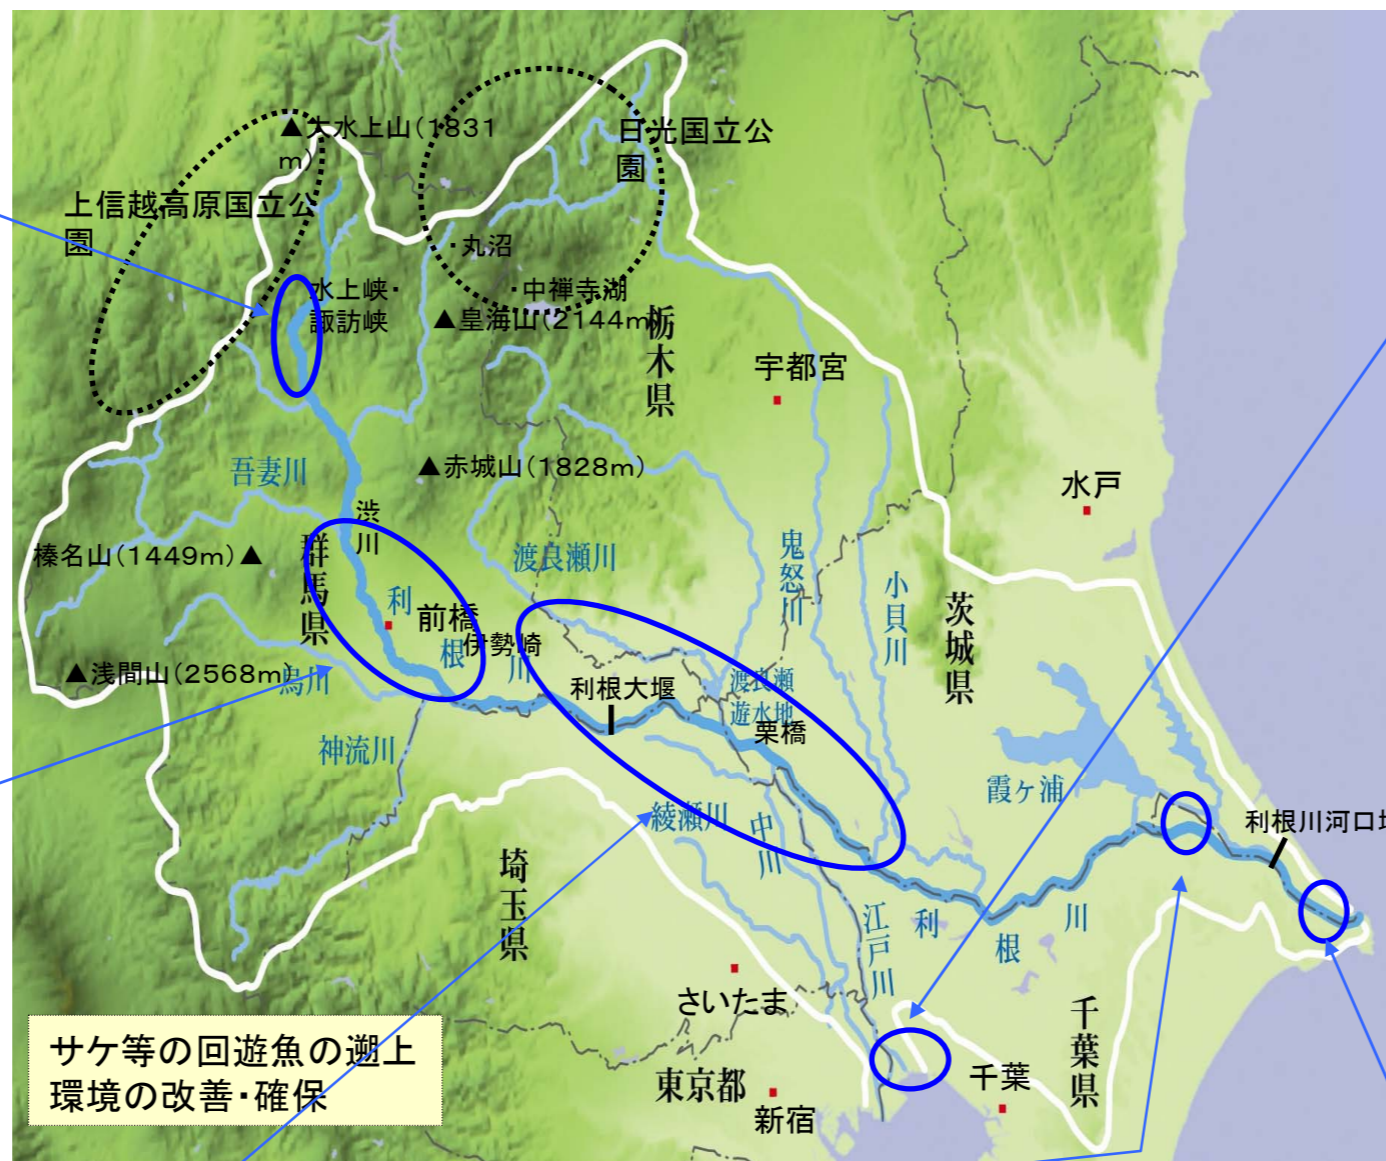 ▲大水上山(1831
m)
日光国立公
園
上信越高原国立公
園
・丸沼
水上峡・
諏訪峡
・中禅寺湖
▲皇海山(2144m)
栃木県
宇都宮
吾妻川
▲赤城山(1828m)
水戸
渋川
榛名山(1449m)▲
群馬県
渡良瀬川
鬼怒川
小貝川
茨城県
利根川
前橋
伊勢崎
▲浅間山(2568m)
烏川
利根大堰
渡良瀬
遊水地
栗橋
神流川
霞ヶ浦
綾瀬川
中川
利根川河口堰
埼玉県
江戸川
利根川
さいたま
千葉県
サケ等の回遊魚の遡上
環境の改善・確保
東京都
千葉
新宿